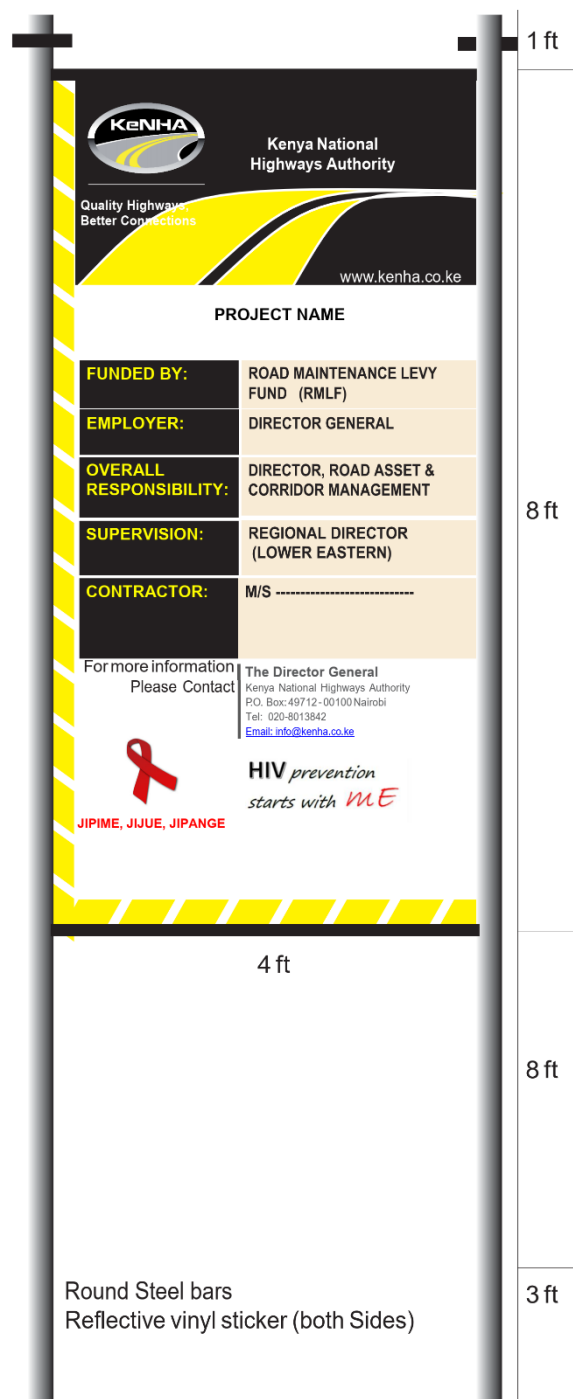 1 ft
KeNHA
Kenya National
Highways Authority
Quality Highways,
Better Connections
www.kenha.co.ke
PROJECT NAME
FUNDED BY:
ROAD MAINTENANCE LEVY
FUND (RMLF)
EMPLOYER:
DIRECTOR GENERAL
OVERALL
RESPONSIBILITY:
DIRECTOR, ROAD ASSET &
CORRIDOR MANAGEMENT
8 ft
SUPERVISION:
REGIONAL DIRECTOR
(LOWER EASTERN)
CONTRACTOR:
M/S ----------------------------
For more information
Please Contact
The Director General
Kenya National Highways Authority
P.O. Box: 49712 - 00100 Nairobi
Tel: 020-8013842
Email: info@kenha.co.ke
JIPIME, JIJUE, JIPANGE
HIV prevention
starts with ME
4 ft
8 ft
3 ft
Round Steel bars
Reflective vinyl sticker (both Sides)